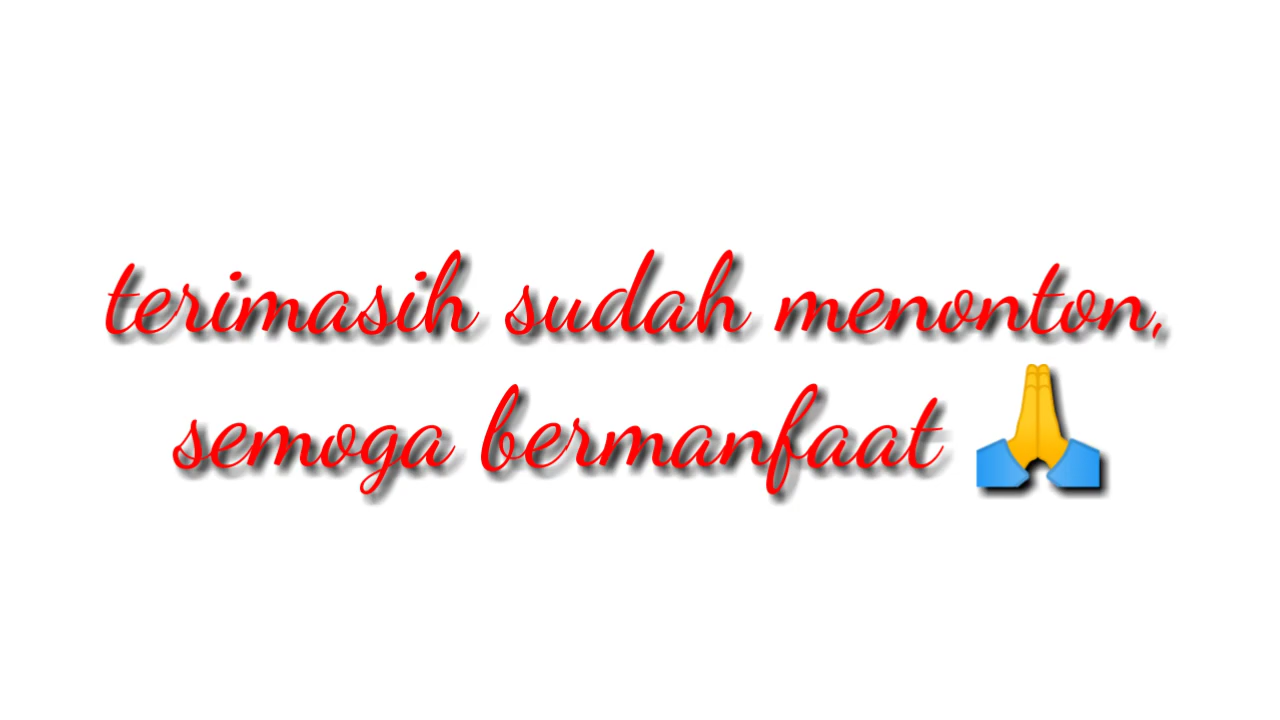 terimasih sudah menonton,
semoga bermanfaat 🙏